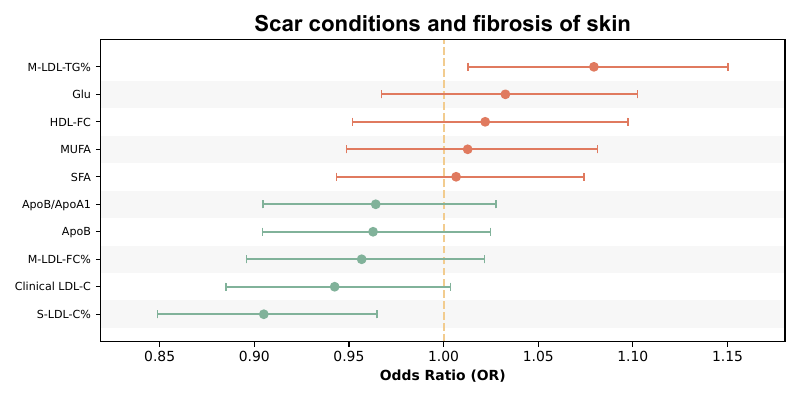 Scar conditions and fibrosis of skin
M-LDL-TG%
Glu
HDL-FC
MUFA
SFA
ApoB/ApoA1
ApoB
M-LDL-FC%
Clinical LDL-C
S-LDL-C%
0.85 0.90 0.95 1.00 1.05 1.10 1.15
Odds Ratio (OR)